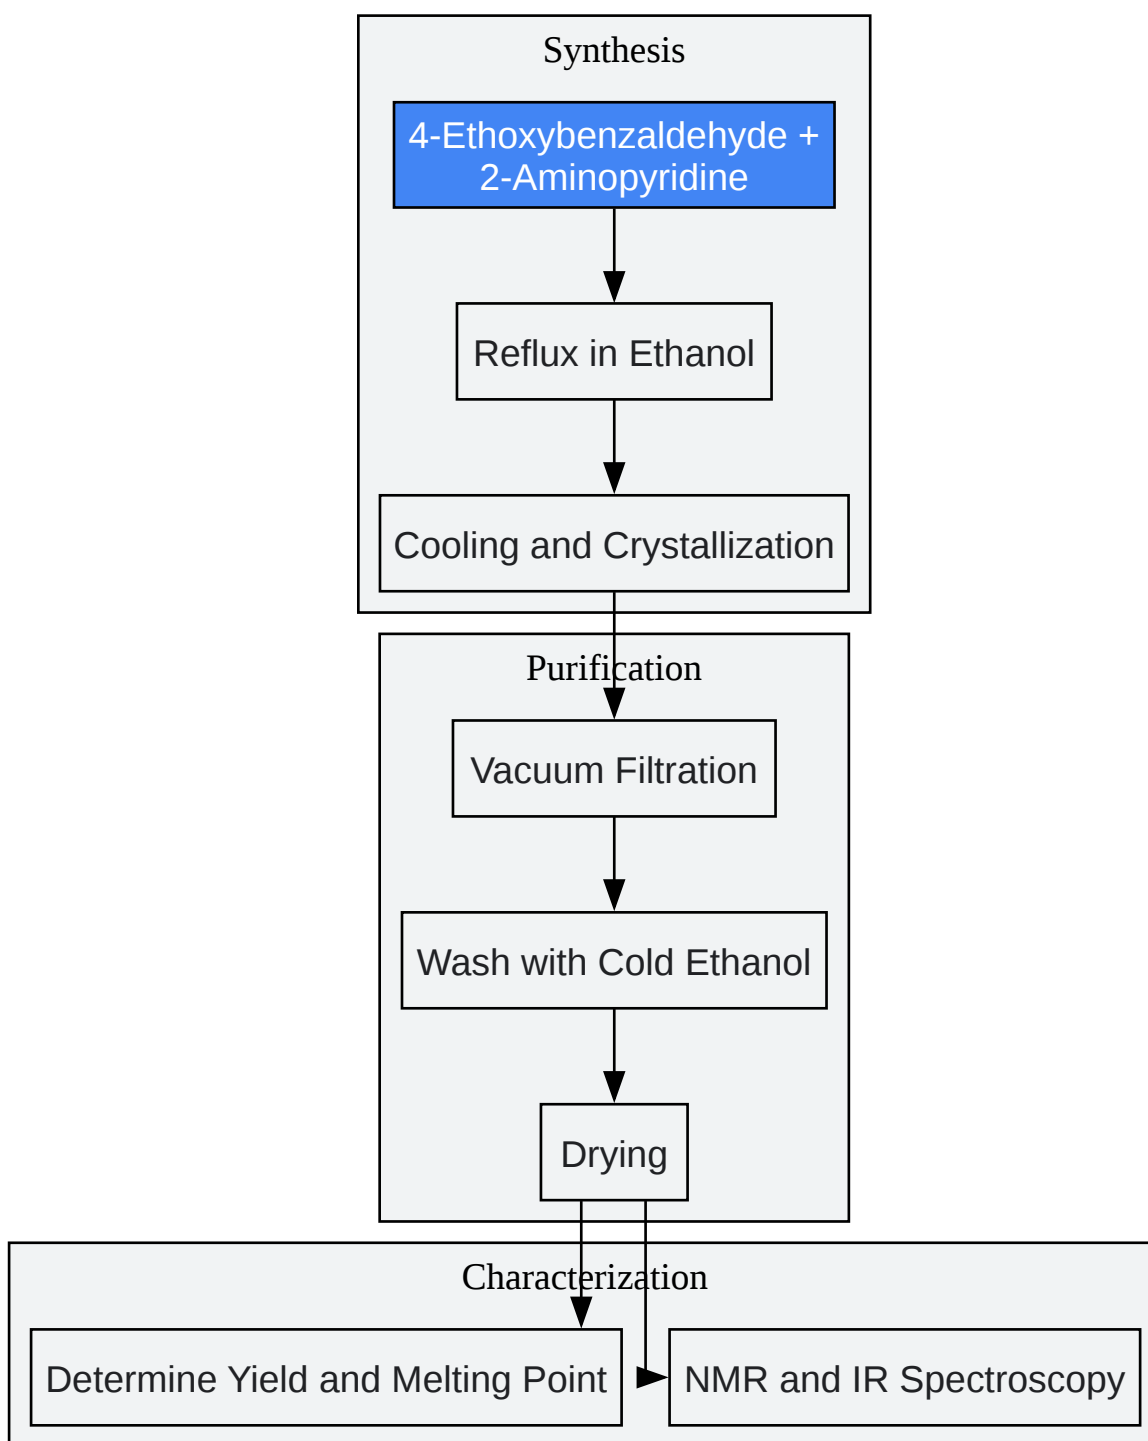 Synthesis
4-Ethoxybenzaldehyde +
2-Aminopyridine
Reflux in Ethanol
Cooling and Crystallization
Purification
Vacuum Filtration
Wash with Cold Ethanol
Drying
Characterization
Determine Yield and Melting Point
NMR and IR Spectroscopy